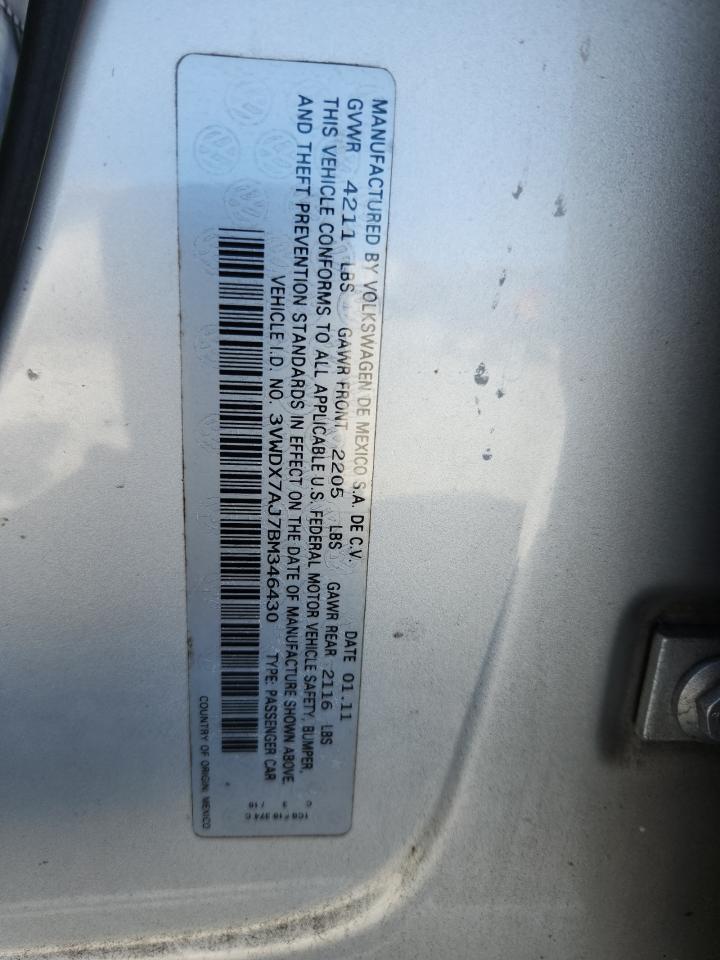 MANUFACTURED BY VOLKSWAGEN DE MEXICO S.A. DE C.V. DATE 01.11
GVWR 4211 LBS GAWR FRONT 2205 LBS GAWR REAR 2116 LBS
THIS VEHICLE CONFORMS TO ALL APPLICABLE U.S. FEDERAL MOTOR VEHICLE SAFETY, BUMPER,
AND THEFT PREVENTION STANDARDS IN EFFECT ON THE DATE OF MANUFACTURE SHOWN ABOVE.
VEHICLE I.D. NO. 3VWDX7AJ7BM346430 TYPE: PASSENGER CAR
COUNTRY OF ORIGIN: MEXICO